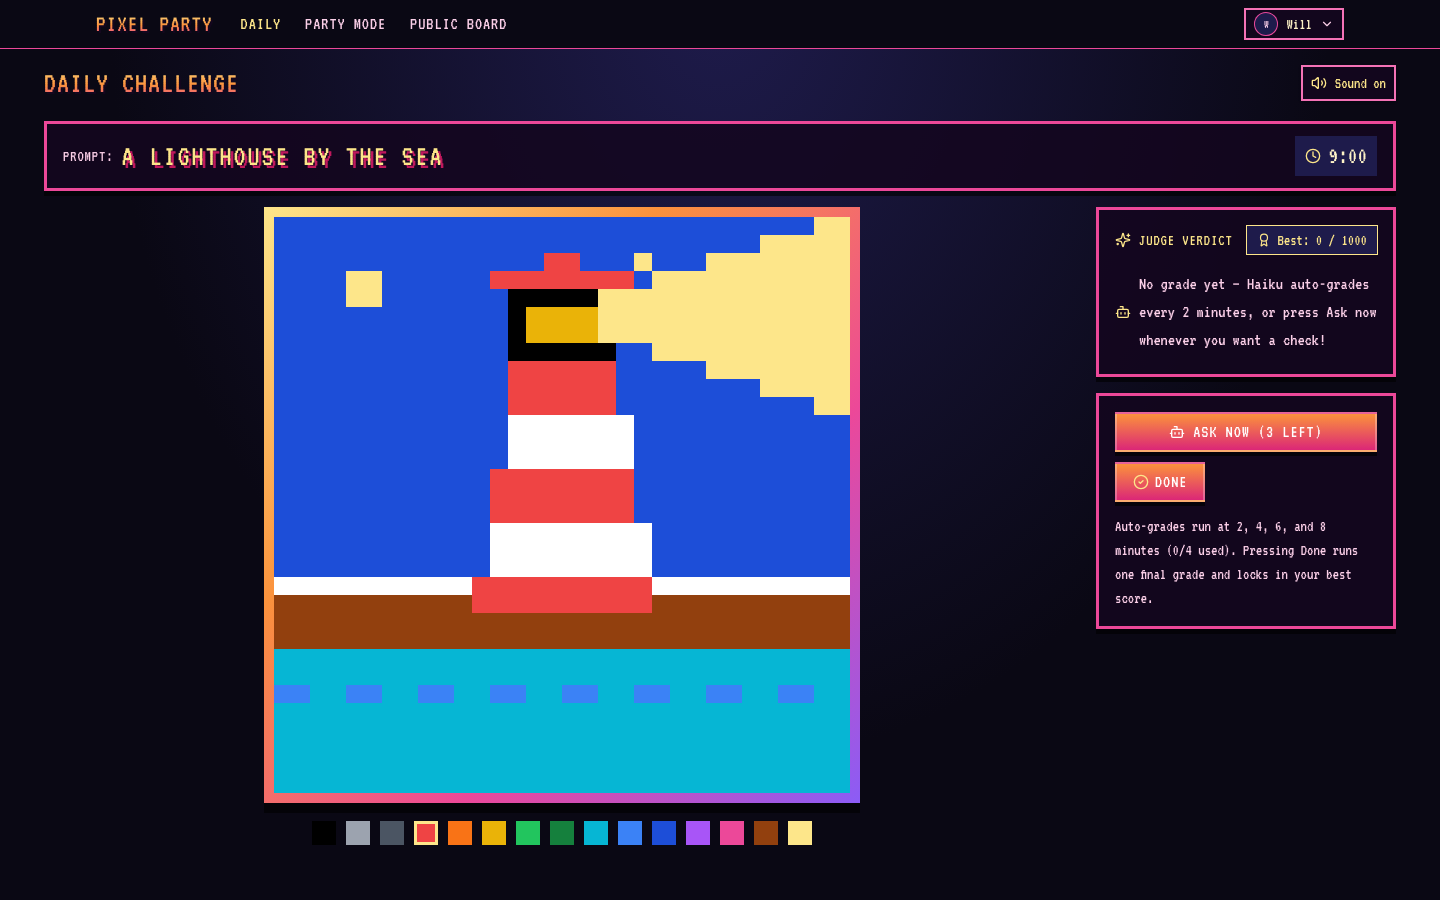 PIXEL PARTY DAILY PARTY MODE PUBLIC BOARD W Will
DAILY CHALLENGE Sound on
PROMPT: A LIGHTHOUSE BY THE SEA 9:00
JUDGE VERDICT Best: 0 / 1000
No grade yet — Haiku auto-grades
every 2 minutes, or press Ask now
whenever you want a check!
ASK NOW (3 LEFT)
DONE
Auto-grades run at 2, 4, 6, and 8
minutes (0/4 used). Pressing Done runs
one final grade and locks in your best
score.